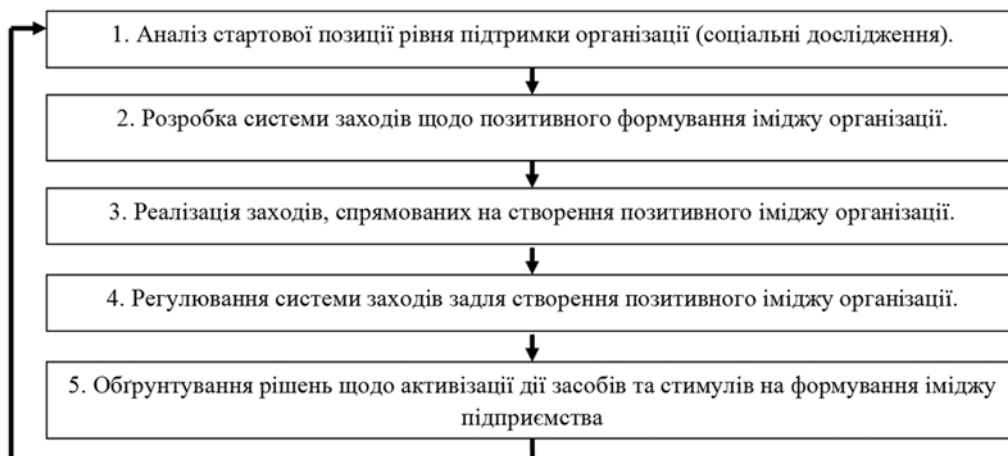 1. Аналіз стартової позиції рівня підтримки організації (соціальні дослідження).
2. Розробка системи заходів щодо позитивного формування іміджу організації.
3. Реалізація заходів, спрямованих на створення позитивного іміджу організації.
4. Регулювання системи заходів задля створення позитивного іміджу організації.
5. Обґрунтування рішень щодо активізації дії засобів та стимулів на формування іміджу
підприємства